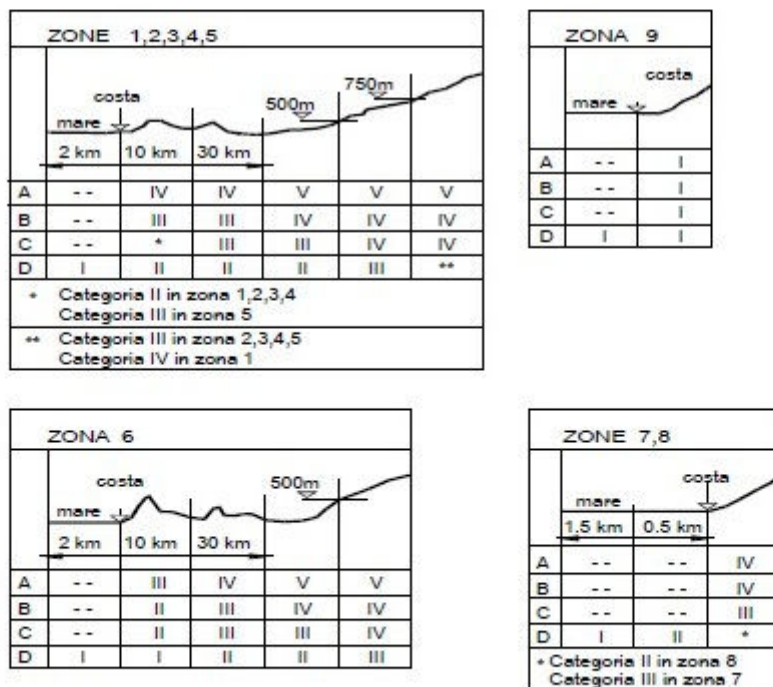 ZONE 1,2,3,4,5
costa
mare
500m
750m
2 km 10 km 30 km
A -- IV IV V V V
B -- III III IV IV IV
C -- * III III IV IV
D I II II II III **
* Categoria II in zona 1,2,3,4
Categoria III in zona 5
** Categoria III in zona 2,3,4,5
Categoria IV in zona 1
ZONA 9
costa
mare
A -- I
B -- I
C -- I
D I I
ZONA 6
costa
mare
500m
2 km 10 km 30 km
A -- III IV V V
B -- II III IV IV
C -- II III III IV
D I I II II III
ZONE 7,8
costa
mare
1.5 km 0.5 km
A -- -- IV
B -- -- IV
C -- -- III
D I II *
* Categoria II in zona 8
Categoria III in zona 7